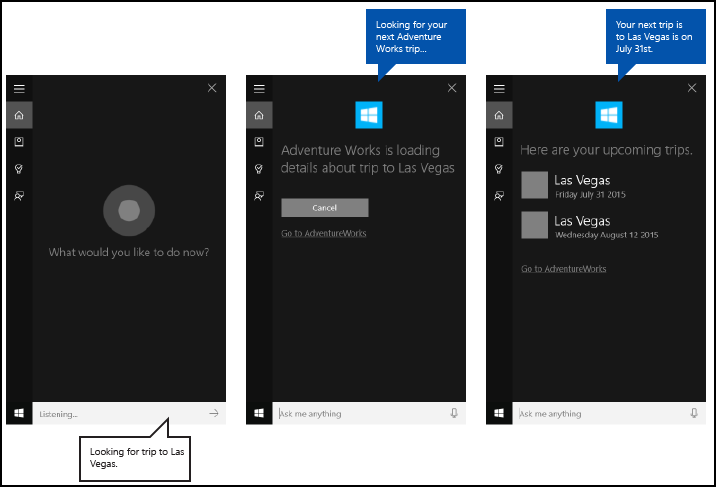 Looking for your
next Adventure
Works trip...
Your next trip is
to Las Vegas is on
July 31st.
What would you like to do now?
Listening...
Looking for trip to Las
Vegas.
Adventure Works is loading
details about trip to Las Vegas
Cancel
Go to AdventureWorks
Ask me anything
Here are your upcoming trips.
Las Vegas
Friday July 31 2015
Las Vegas
Wednesday August 12 2015
Go to AdventureWorks
Ask me anything